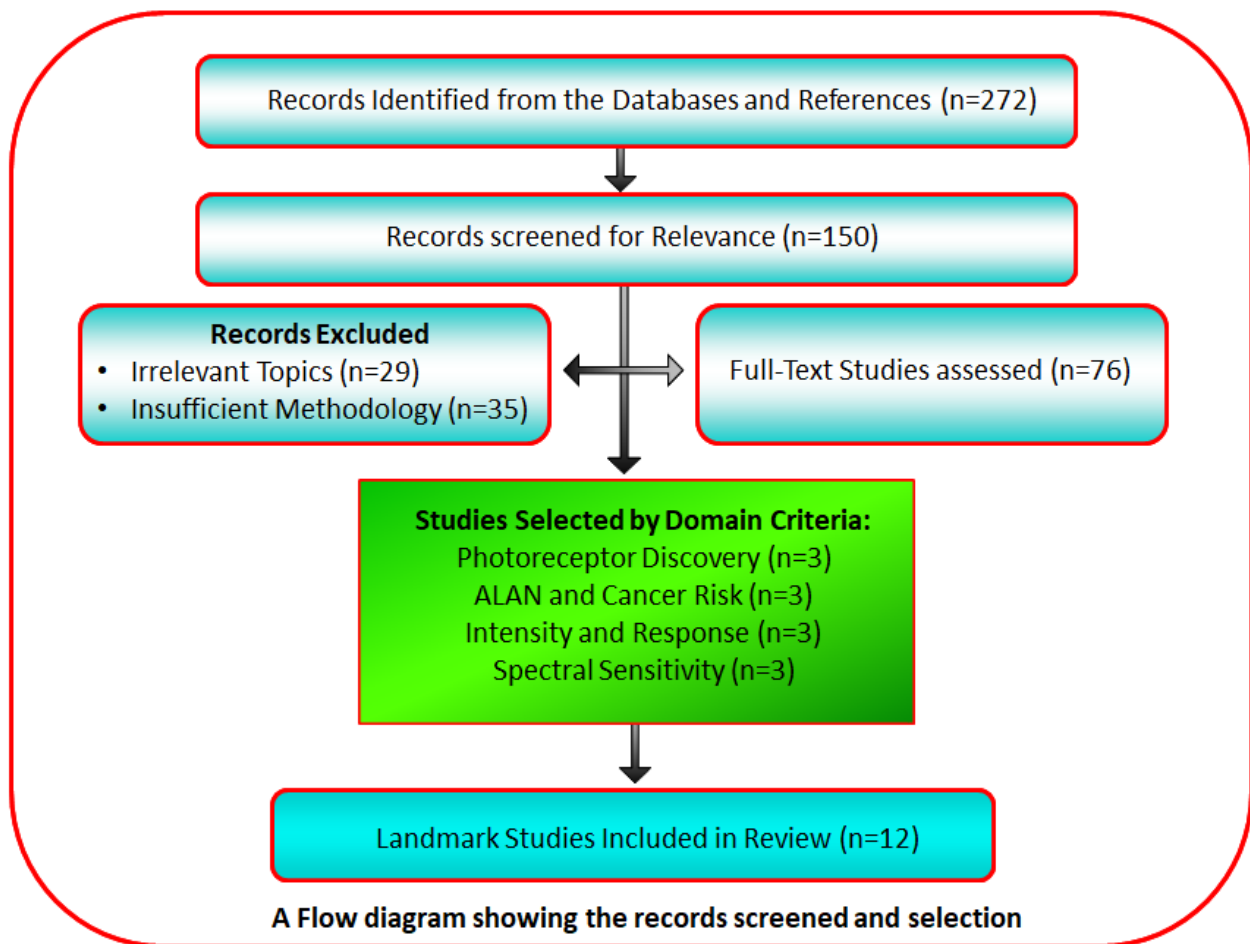 Records Identified from the Databases and References (n=272)
Records screened for Relevance (n=150)
Records Excluded
• Irrelevant Topics (n=29)
• Insufficient Methodology (n=35)
Full-Text Studies assessed (n=76)
Studies Selected by Domain Criteria:
Photoreceptor Discovery (n=3)
ALAN and Cancer Risk (n=3)
Intensity and Response (n=3)
Spectral Sensitivity (n=3)
Landmark Studies Included in Review (n=12)
A Flow diagram showing the records screened and selection